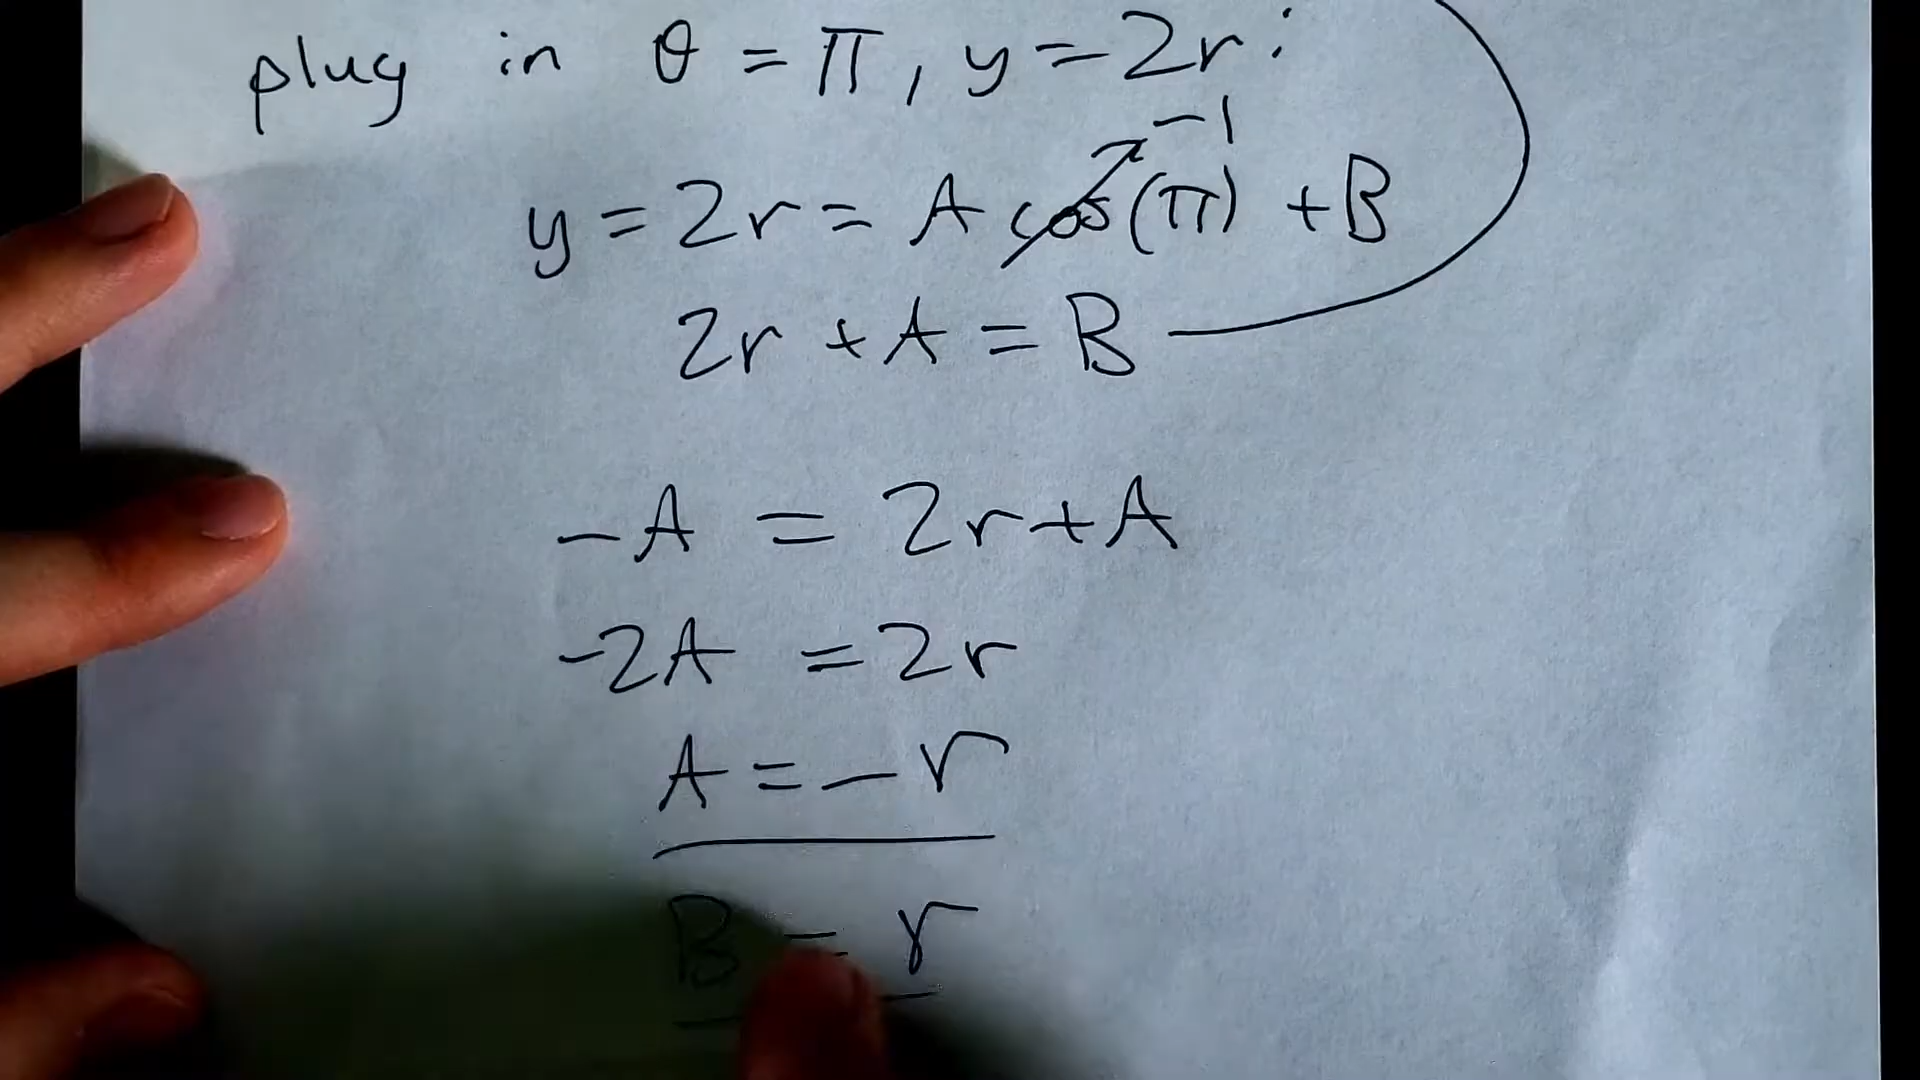 plug in θ = π, y = 2r:
-1
y = 2r = A cos(π) + B
2r + A = B
-A = 2r + A
-2A = 2r
A = -r
B = r